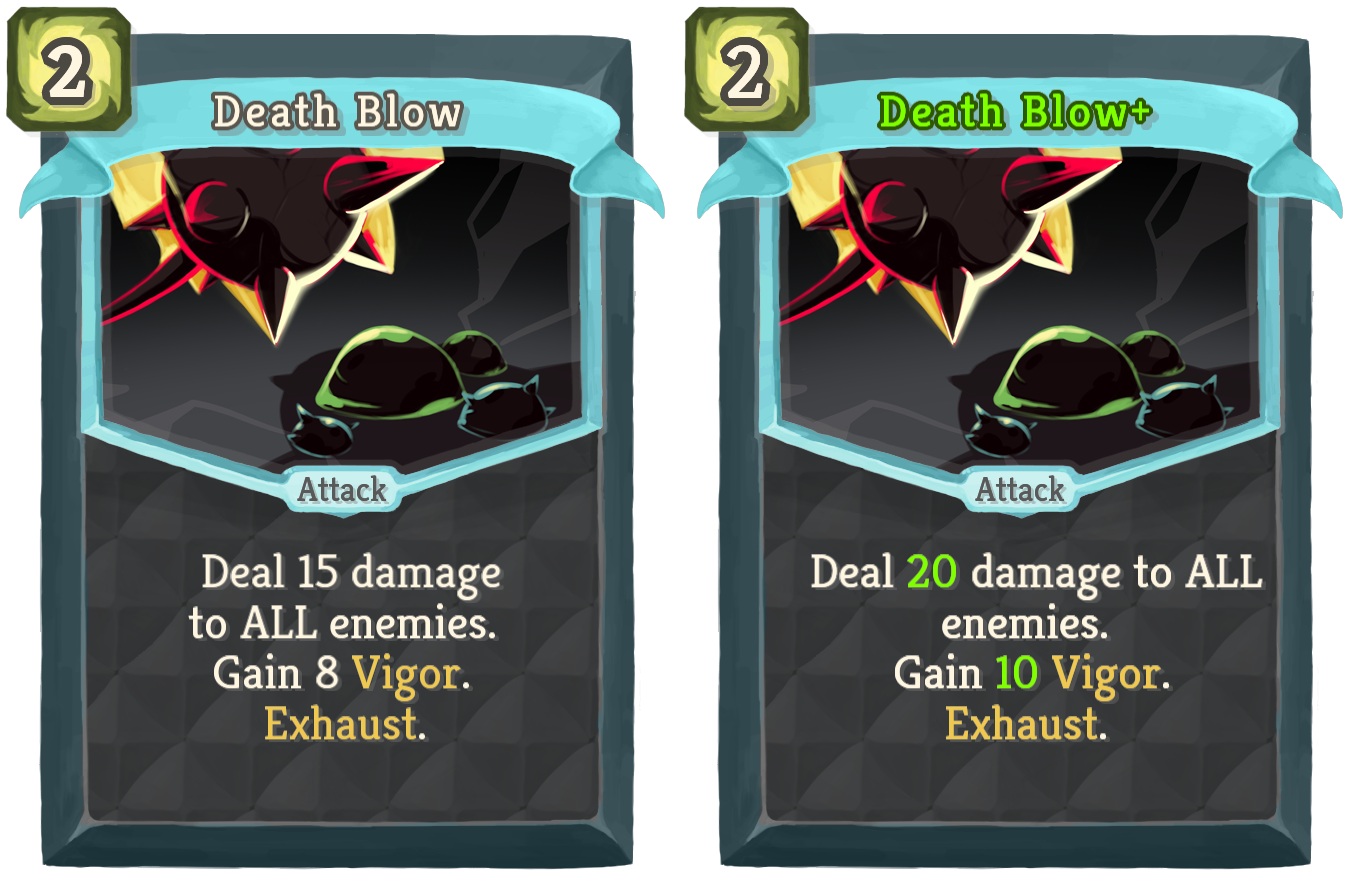 2
Death Blow
Attack
Deal 15 damage
to ALL enemies.
Gain 8 Vigor.
Exhaust.
2
Death Blow+
Attack
Deal 20 damage to ALL
enemies.
Gain 10 Vigor.
Exhaust.